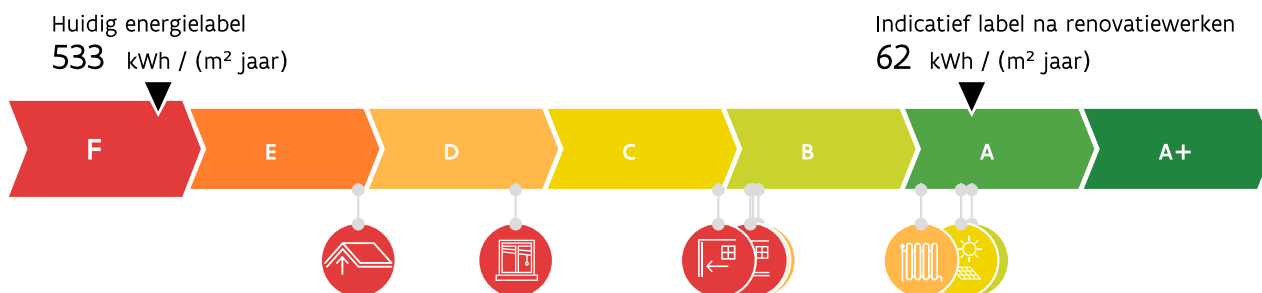 Huidig energielabel
533 kWh / (m² jaar)
Indicatief label na renovatiewerken
62 kWh / (m² jaar)
F
E
D
C
B
A
A+